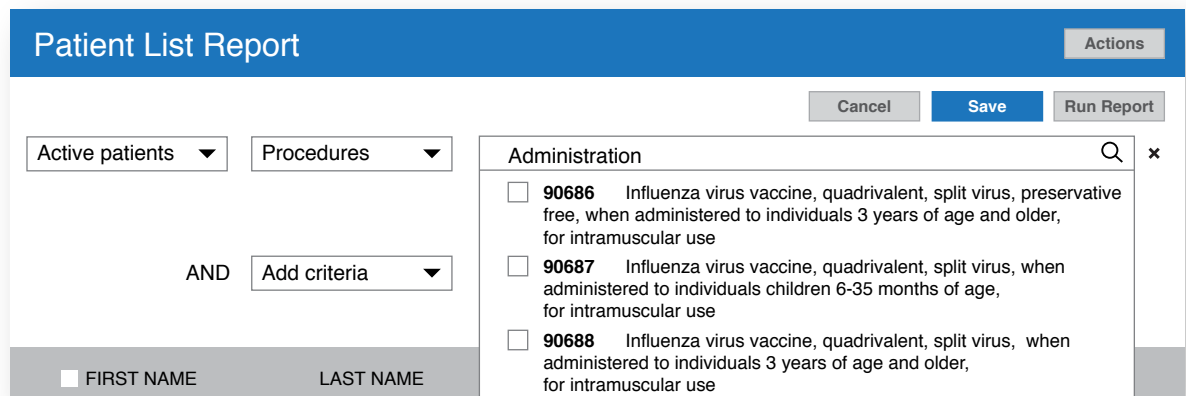 Patient List Report
Actions
Cancel
Save
Run Report
Active patients
Procedures
Administration
90686 Influenza virus vaccine, quadrivalent, split virus, preservative
free, when administered to individuals 3 years of age and older,
for intramuscular use
AND
Add criteria
90687 Influenza virus vaccine, quadrivalent, split virus, when
administered to individuals children 6-35 months of age,
for intramuscular use
90688 Influenza virus vaccine, quadrivalent, split virus, when
administered to individuals 3 years of age and older,
for intramuscular use
FIRST NAME
LAST NAME